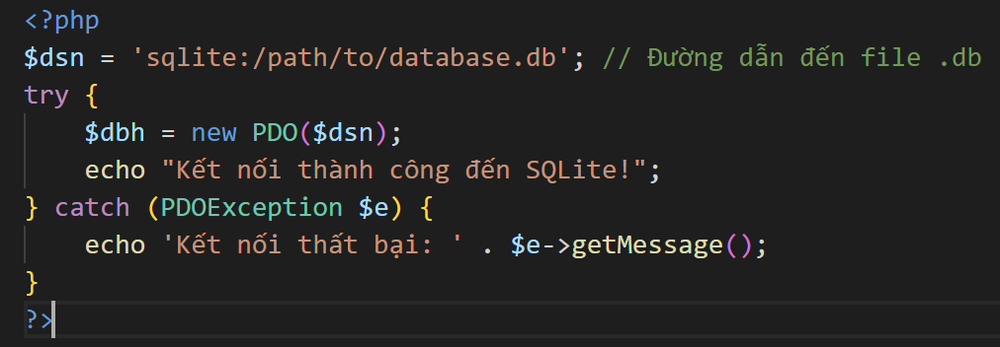 <?php
$dsn = 'sqlite:/path/to/database.db'; // Đường dẫn đến file .db
try {
    $dbh = new PDO($dsn);
    echo "Kết nối thành công đến SQLite!";
} catch (PDOException $e) {
    echo 'Kết nối thất bại: ' . $e->getMessage();
}
?>